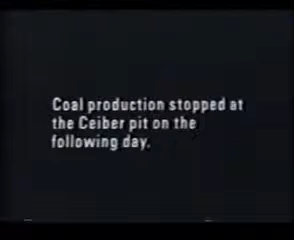 Coal production stopped at
the Ceiber pit on the
following day.